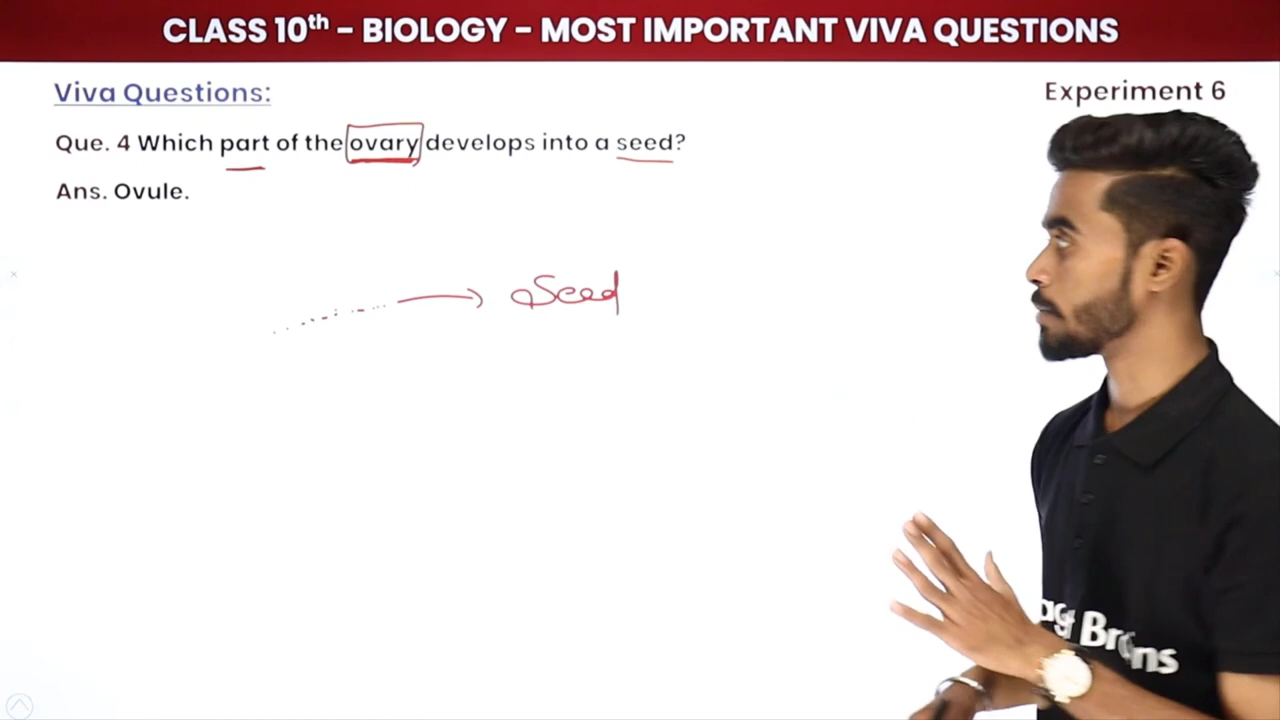 CLASS 10th – BIOLOGY – MOST IMPORTANT VIVA QUESTIONS
Viva Questions:
Experiment 6
Que. 4 Which part of the ovary develops into a seed?
Ans. Ovule.
Seed